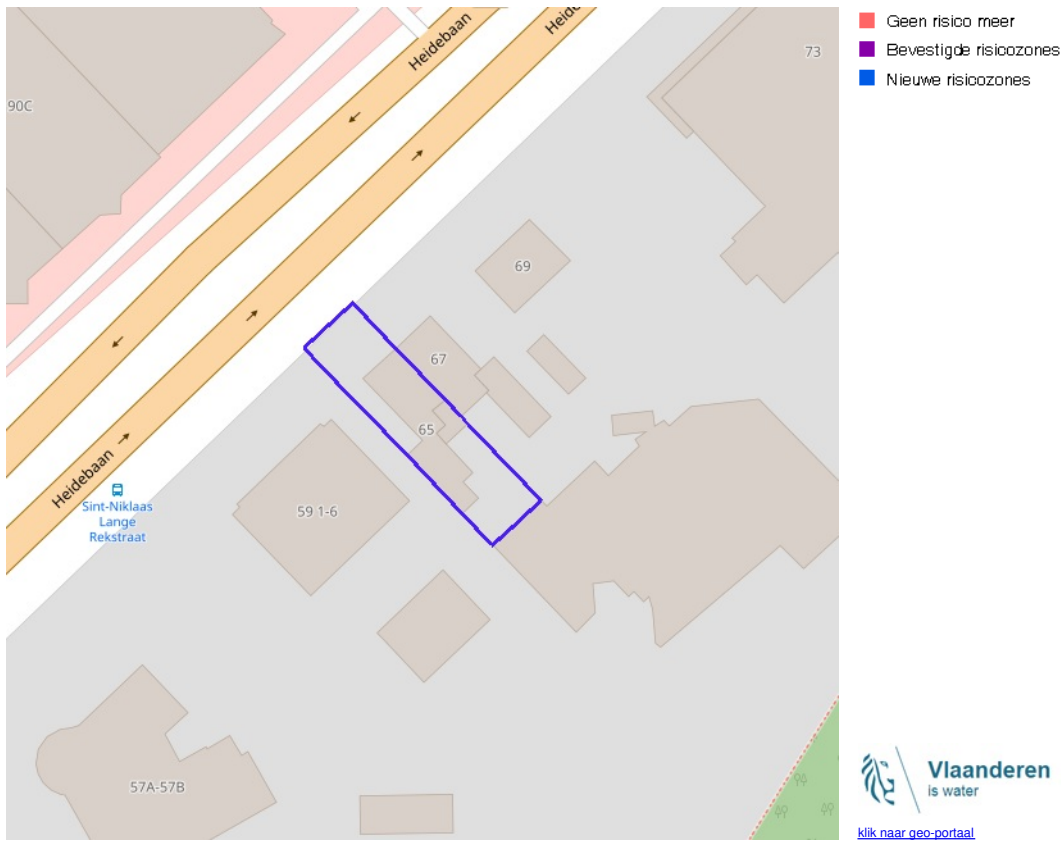 Heidebaan
Heide
73
90C
69
67
65
Heidebaan
Sint-Niklaas
Lange
Rekstraat
59 1-6
57A-57B
Geen risico meer
Bevestigde risicozones
Nieuwe risicozones
Vlaanderen
is water
klik naar geo-portaal